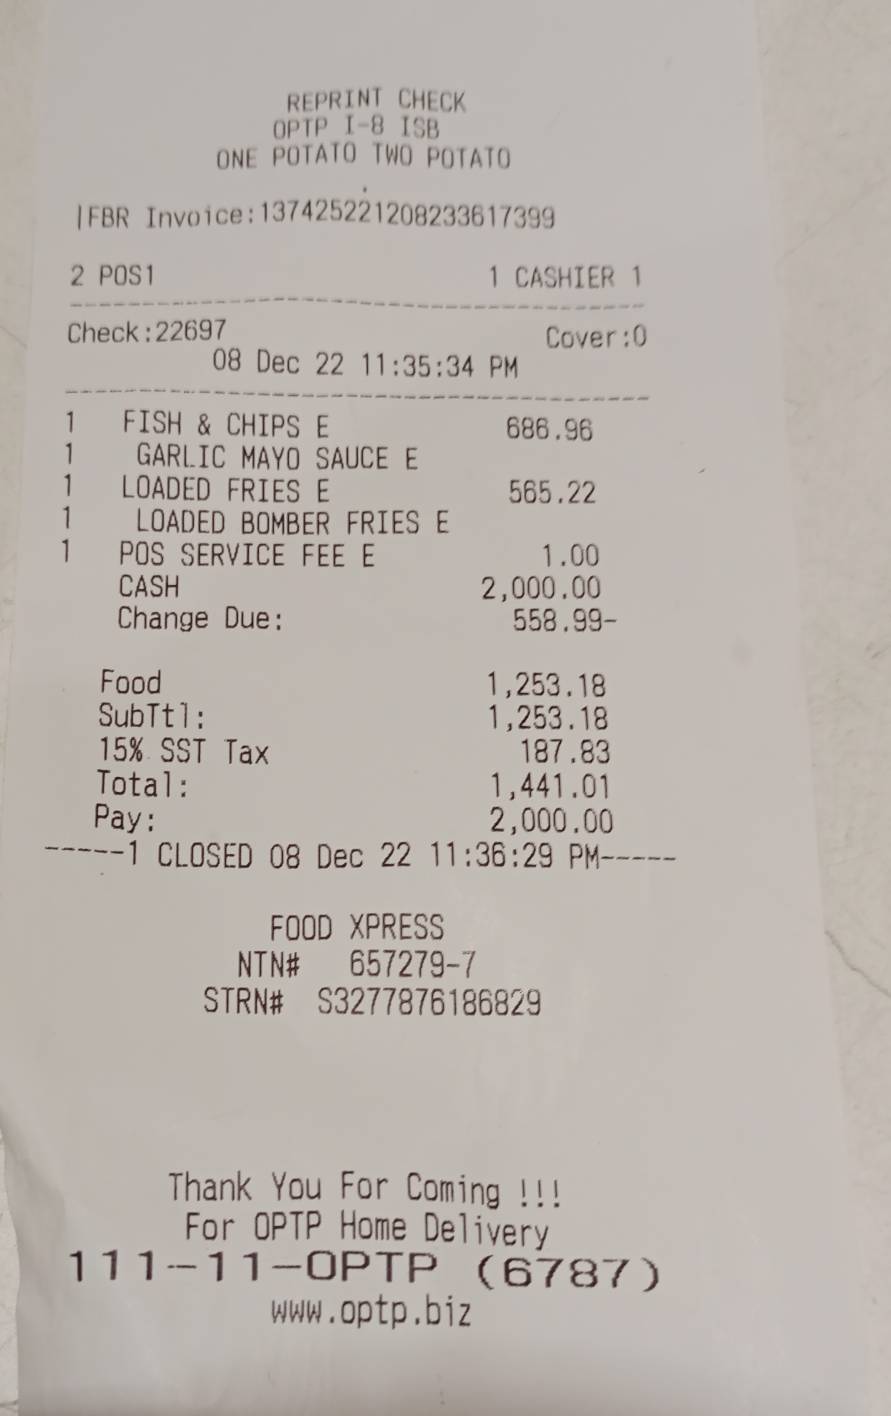 REPRINT CHECK
OPTP I-8 ISB
ONE POTATO TWO POTATO
|FBR Invoice:137425221208233617399
2 POS1 1 CASHIER 1
Check:22697 Cover:0
08 Dec 22 11:35:34 PM
1 FISH & CHIPS E 686.96
1 GARLIC MAYO SAUCE E
1 LOADED FRIES E 565.22
1 LOADED BOMBER FRIES E
1 POS SERVICE FEE E 1.00
CASH 2,000.00
Change Due: 558.99-
Food 1,253.18
SubTtl: 1,253.18
15% SST Tax 187.83
Total: 1,441.01
Pay: 2,000.00
-----1 CLOSED 08 Dec 22 11:36:29 PM-----
FOOD XPRESS
NTN# 657279-7
STRN# S3277876186829
Thank You For Coming !!!
For OPTP Home Delivery
111-11-OPTP (6787)
www.optp.biz